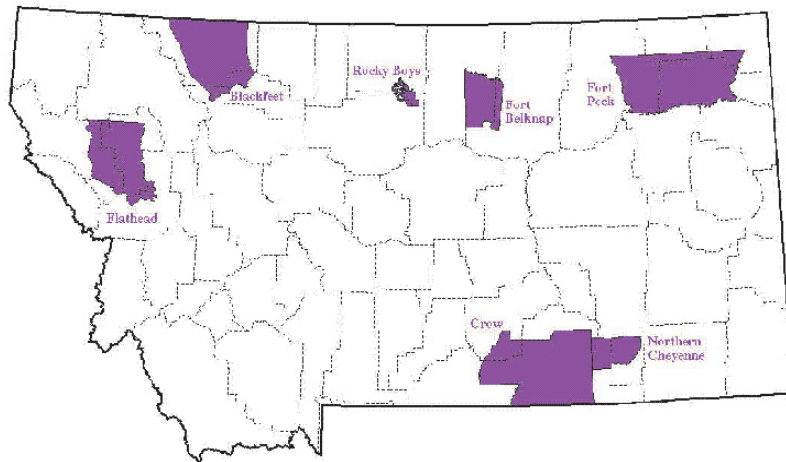 Rocky Boys
Blackfeet
Fort
Belknap
Fort
Peck
Flathead
Crow
Northern
Cheyenne